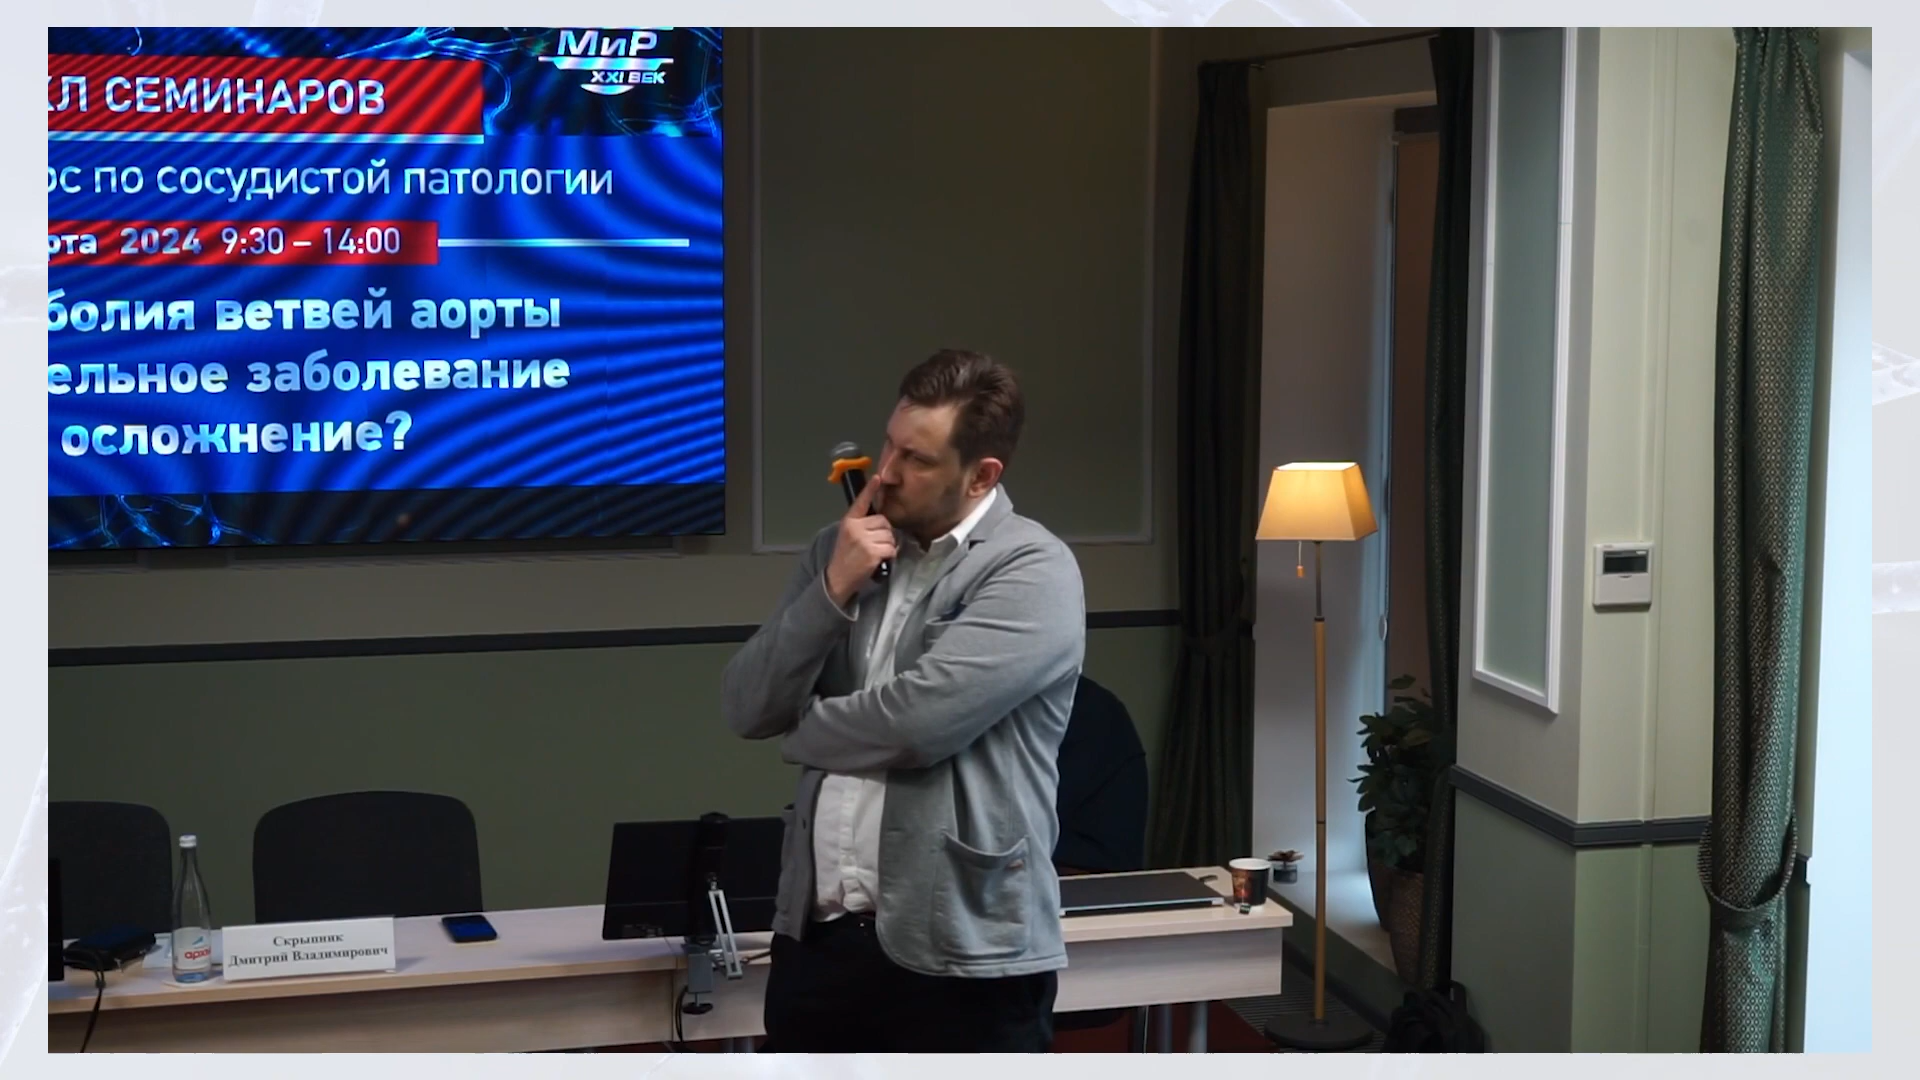 МиР
XXI ВЕК
КЛ СЕМИНАРОВ
рс по сосудистой патологии
рта 2024 9:30 – 14:00
болия ветвей аорты
ельное заболевание
осложнение?
Скрыпник
Дмитрий Владимирович